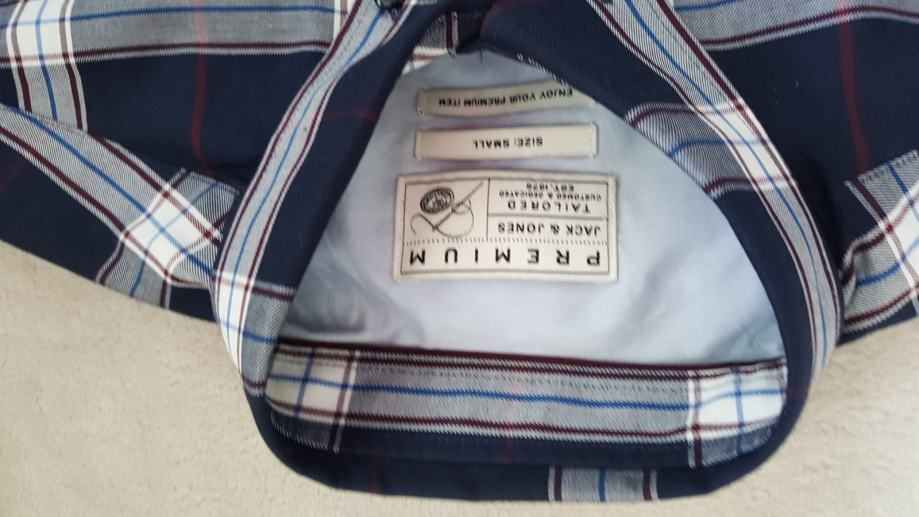 PREMIUM
JACK & JONES
TAILORED
CUSTOMED & DEDICATED
EST.1975
SIZE: SMALL
ENJOY YOUR PREMIUM ITEM